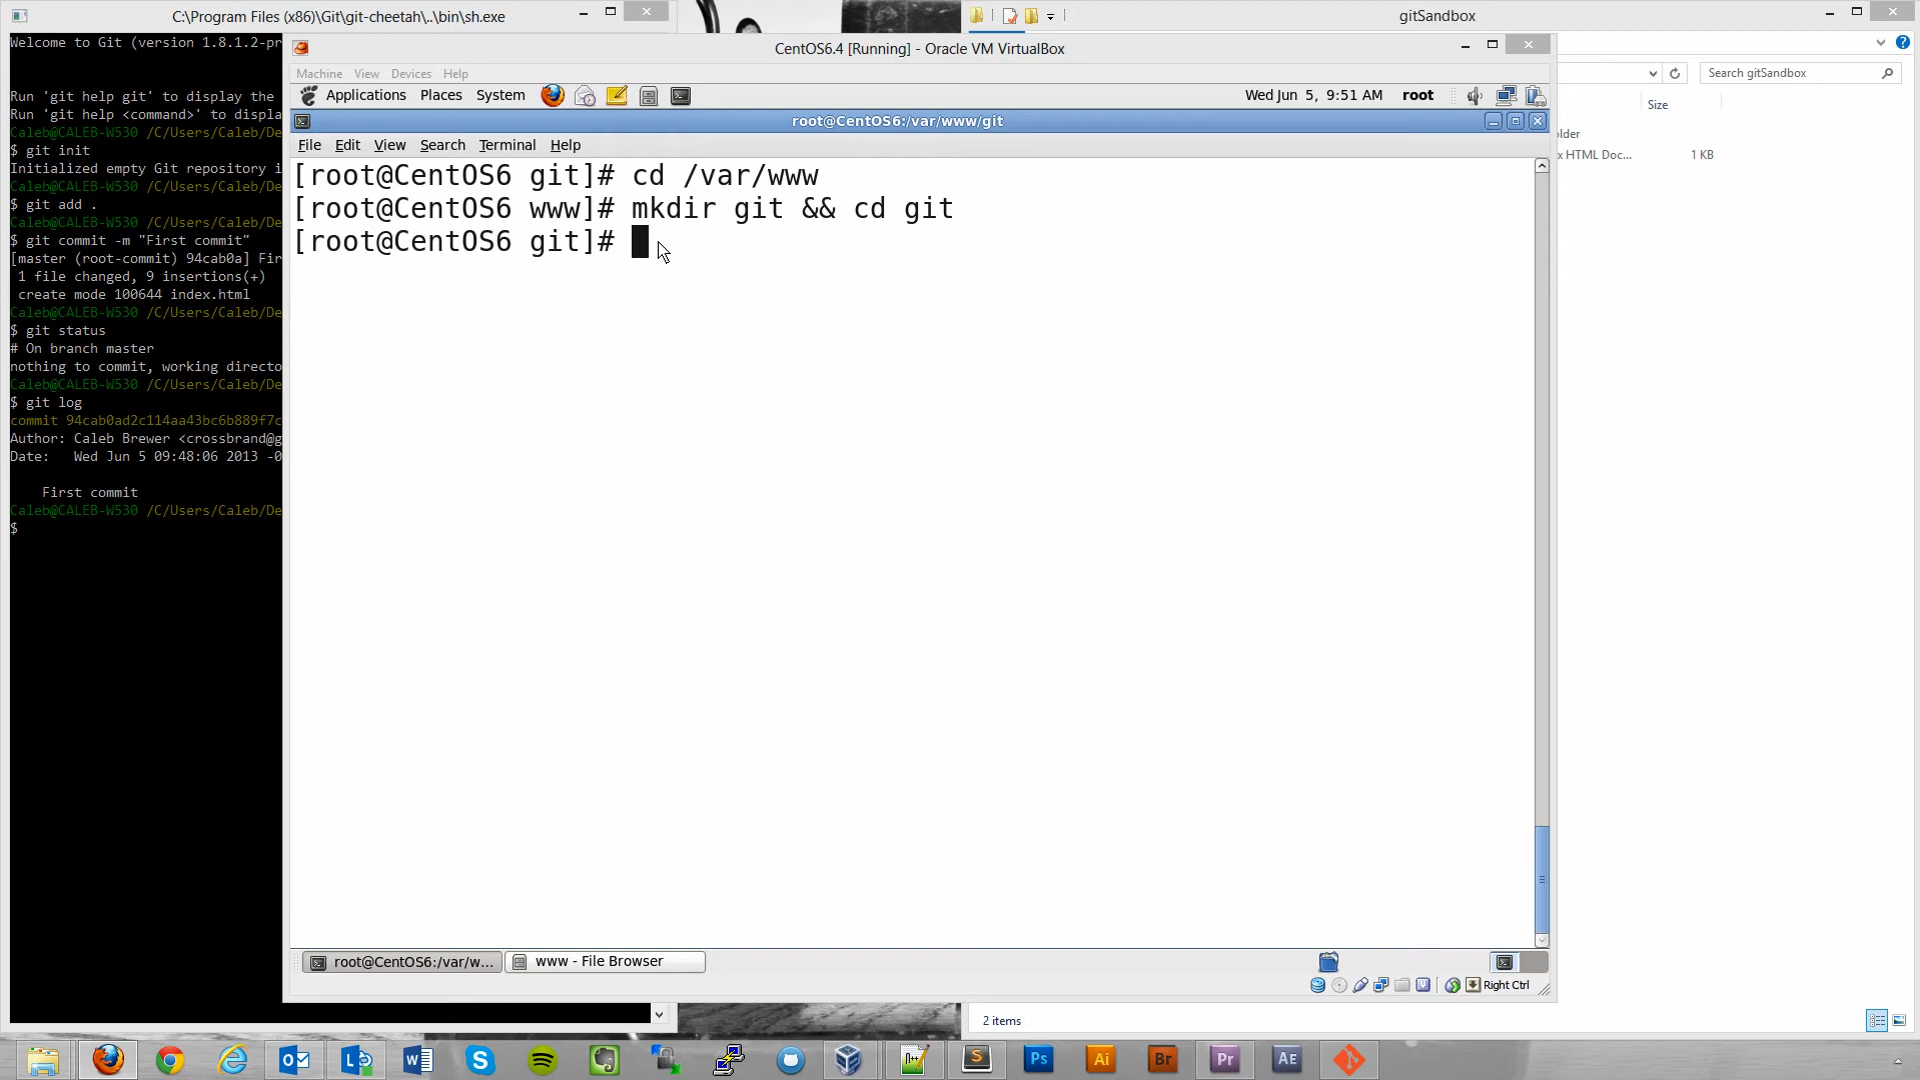 C:\Program Files (x86)\Git\git-cheetah\..\bin\sh.exe
Welcome to Git (version 1.8.1.2-pr
Run 'git help git' to display the
Run 'git help <command>' to displa
Caleb@CALEB-W530 /C/Users/Caleb/De
$ git init
Initialized empty Git repository i
Caleb@CALEB-W530 /C/Users/Caleb/De
$ git add .
Caleb@CALEB-W530 /C/Users/Caleb/De
$ git commit -m "First commit"
[master (root-commit) 94cab0a] Fir
1 file changed, 9 insertions(+)
create mode 100644 index.html
Caleb@CALEB-W530 /C/Users/Caleb/De
$ git status
# On branch master
nothing to commit, working directo
Caleb@CALEB-W530 /C/Users/Caleb/De
$ git log
commit 94cab0ad2c114aa43bc6b889f7c
Author: Caleb Brewer <crossbrand@g
Date: Wed Jun 5 09:48:06 2013 -0
First commit
Caleb@CALEB-W530 /C/Users/Caleb/De
$
CentOS6.4 [Running] - Oracle VM VirtualBox
Machine View Devices Help
Applications Places System
Wed Jun 5, 9:51 AM root
root@CentOS6:/var/www/git
File Edit View Search Terminal Help
[root@CentOS6 git]# cd /var/www
[root@CentOS6 www]# mkdir git && cd git
[root@CentOS6 git]#
root@CentOS6:/var/w...
www - File Browser
Right Ctrl
gitSandbox
Search gitSandbox
Size
older
x HTML Doc... 1 KB
2 items
Ps Ai Br Pr AE